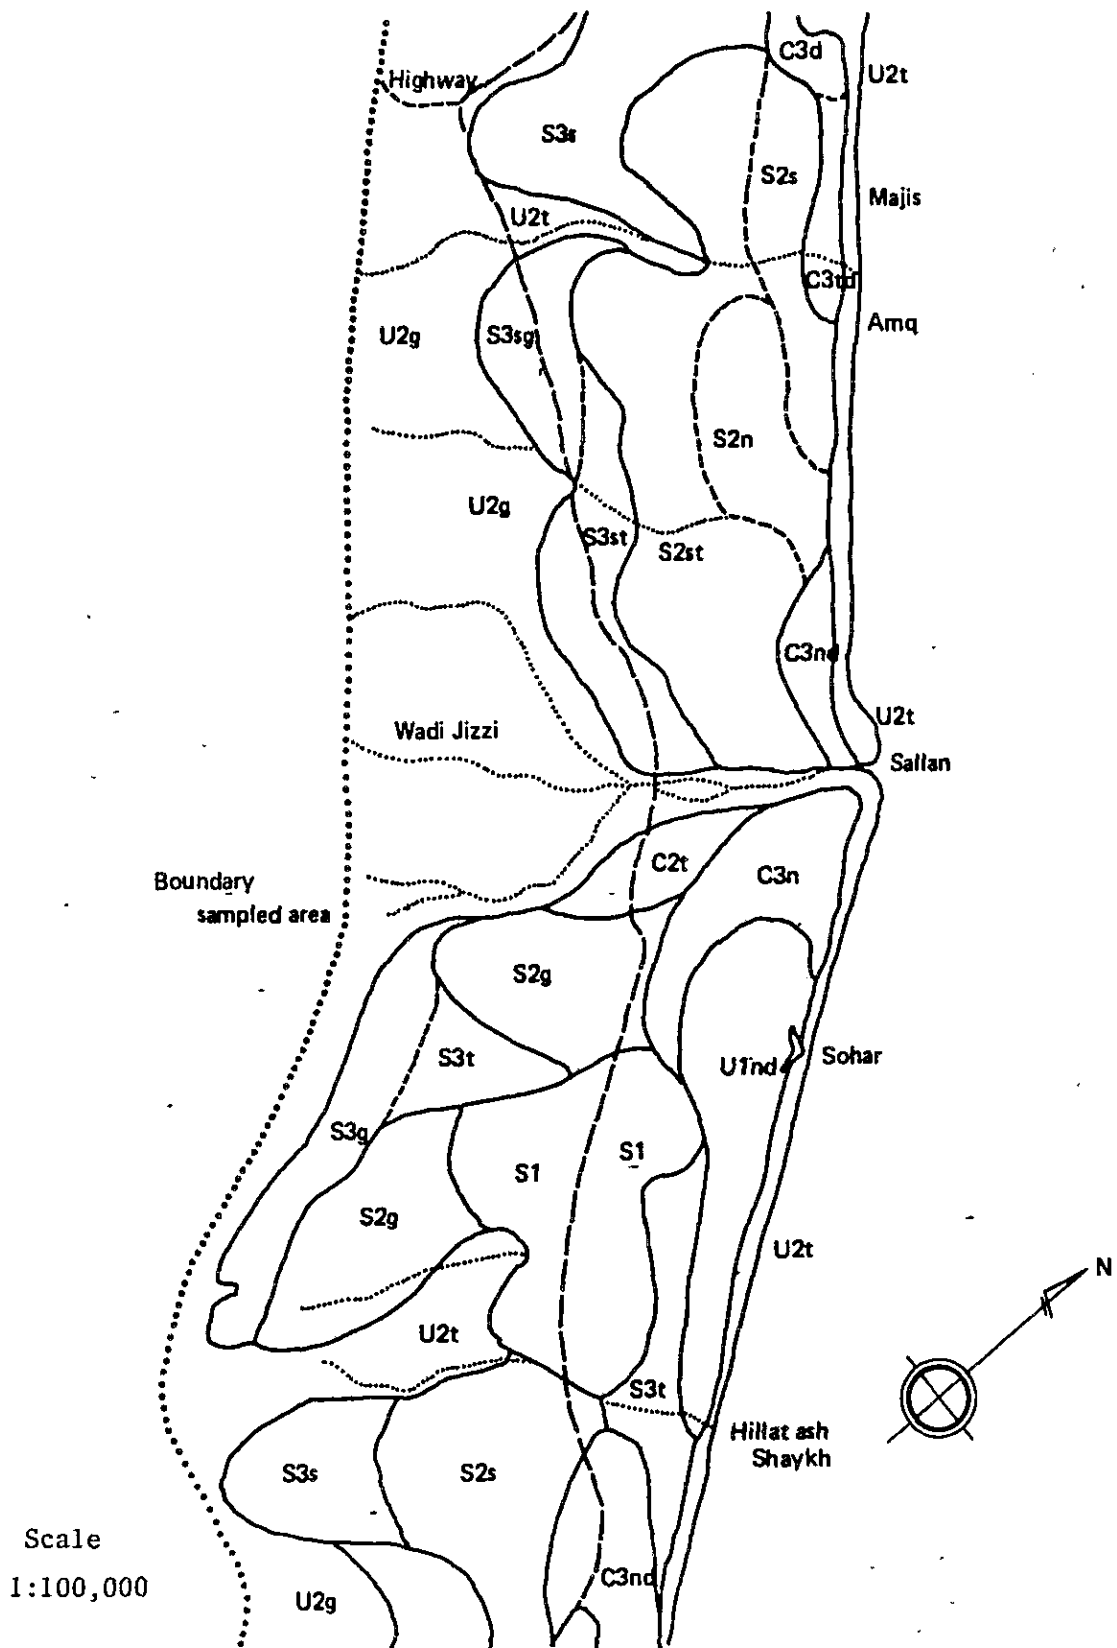 C3d
U2t
Highway
S3s
S2s
Majis
U2t
C3td
Amq
U2g
S3sg
S2n
U2g
S3st
S2st
C3nd
U2t
Wadi Jizzi
Sallan
C2t
C3n
Boundary
sampled area
S2g
S3t
U1nd
Sohar
S3g
S1
S1
S2g
U2t
N
U2t
S3t
Hillat ash
Shaykh
S3s
S2s
Scale
1:100,000
C3nd
U2g